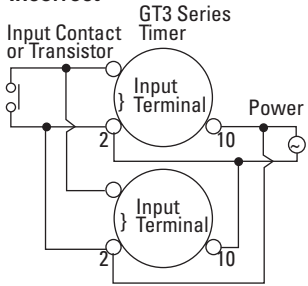 GT3 Series
Timer
Input Contact
or Transistor
Input
Terminal
}
Power
2
10
~
Input
Terminal
}
2
10